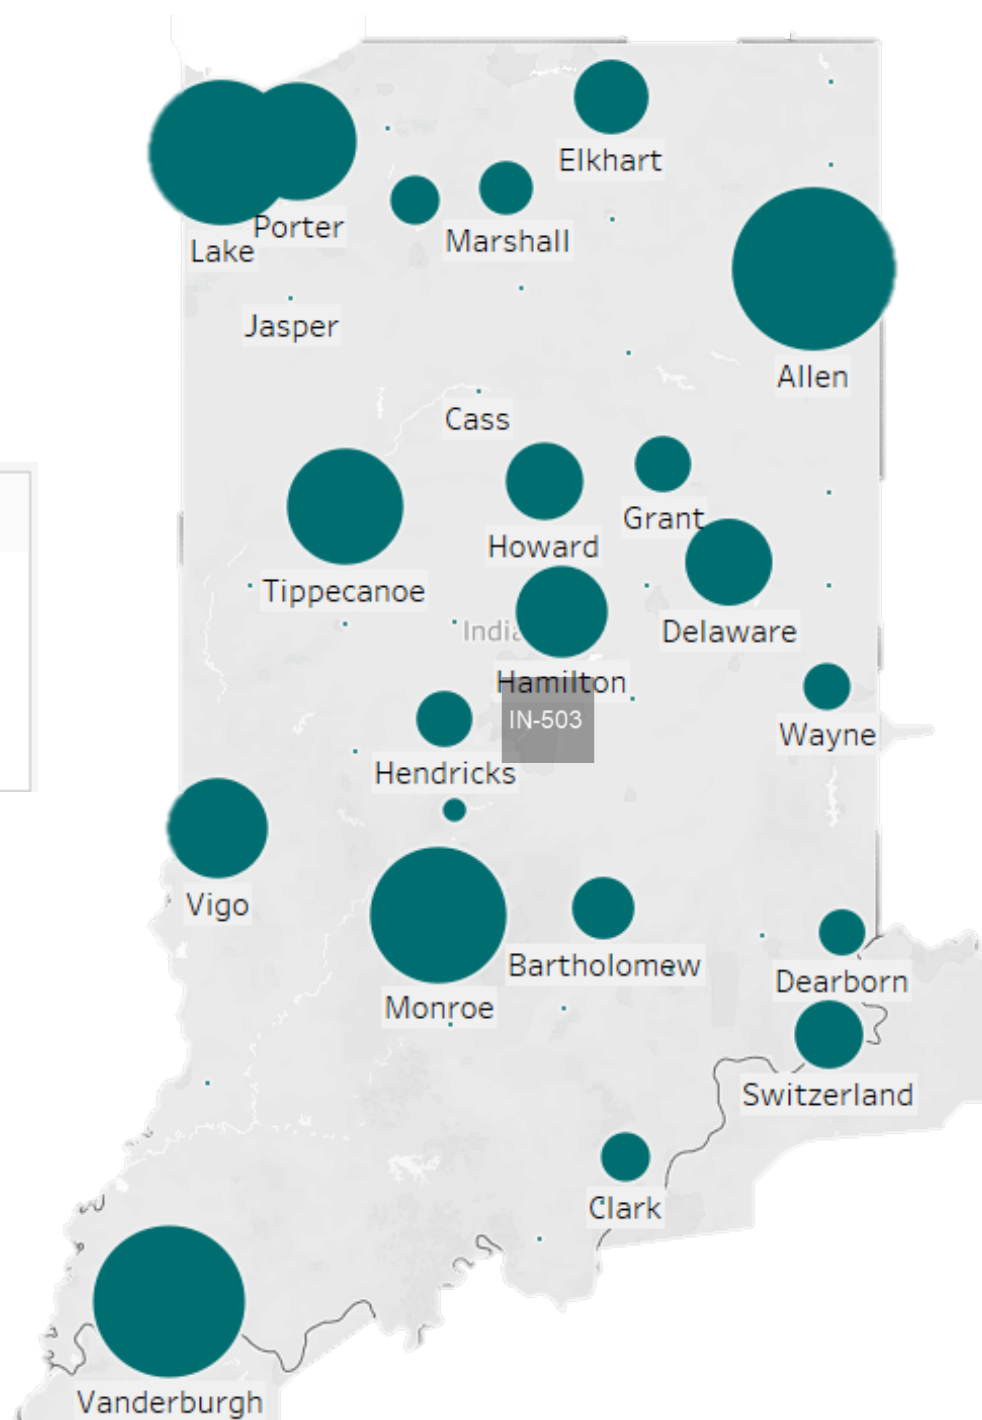 Elkhart
Porter
Marshall
Lake
Jasper
Allen
Cass
Grant
Howard
Tippecanoe
India
Delaware
Hamilton
IN-503
Wayne
Hendricks
Vigo
Bartholomew
Dearborn
Monroe
Switzerland
Clark
Vanderburgh